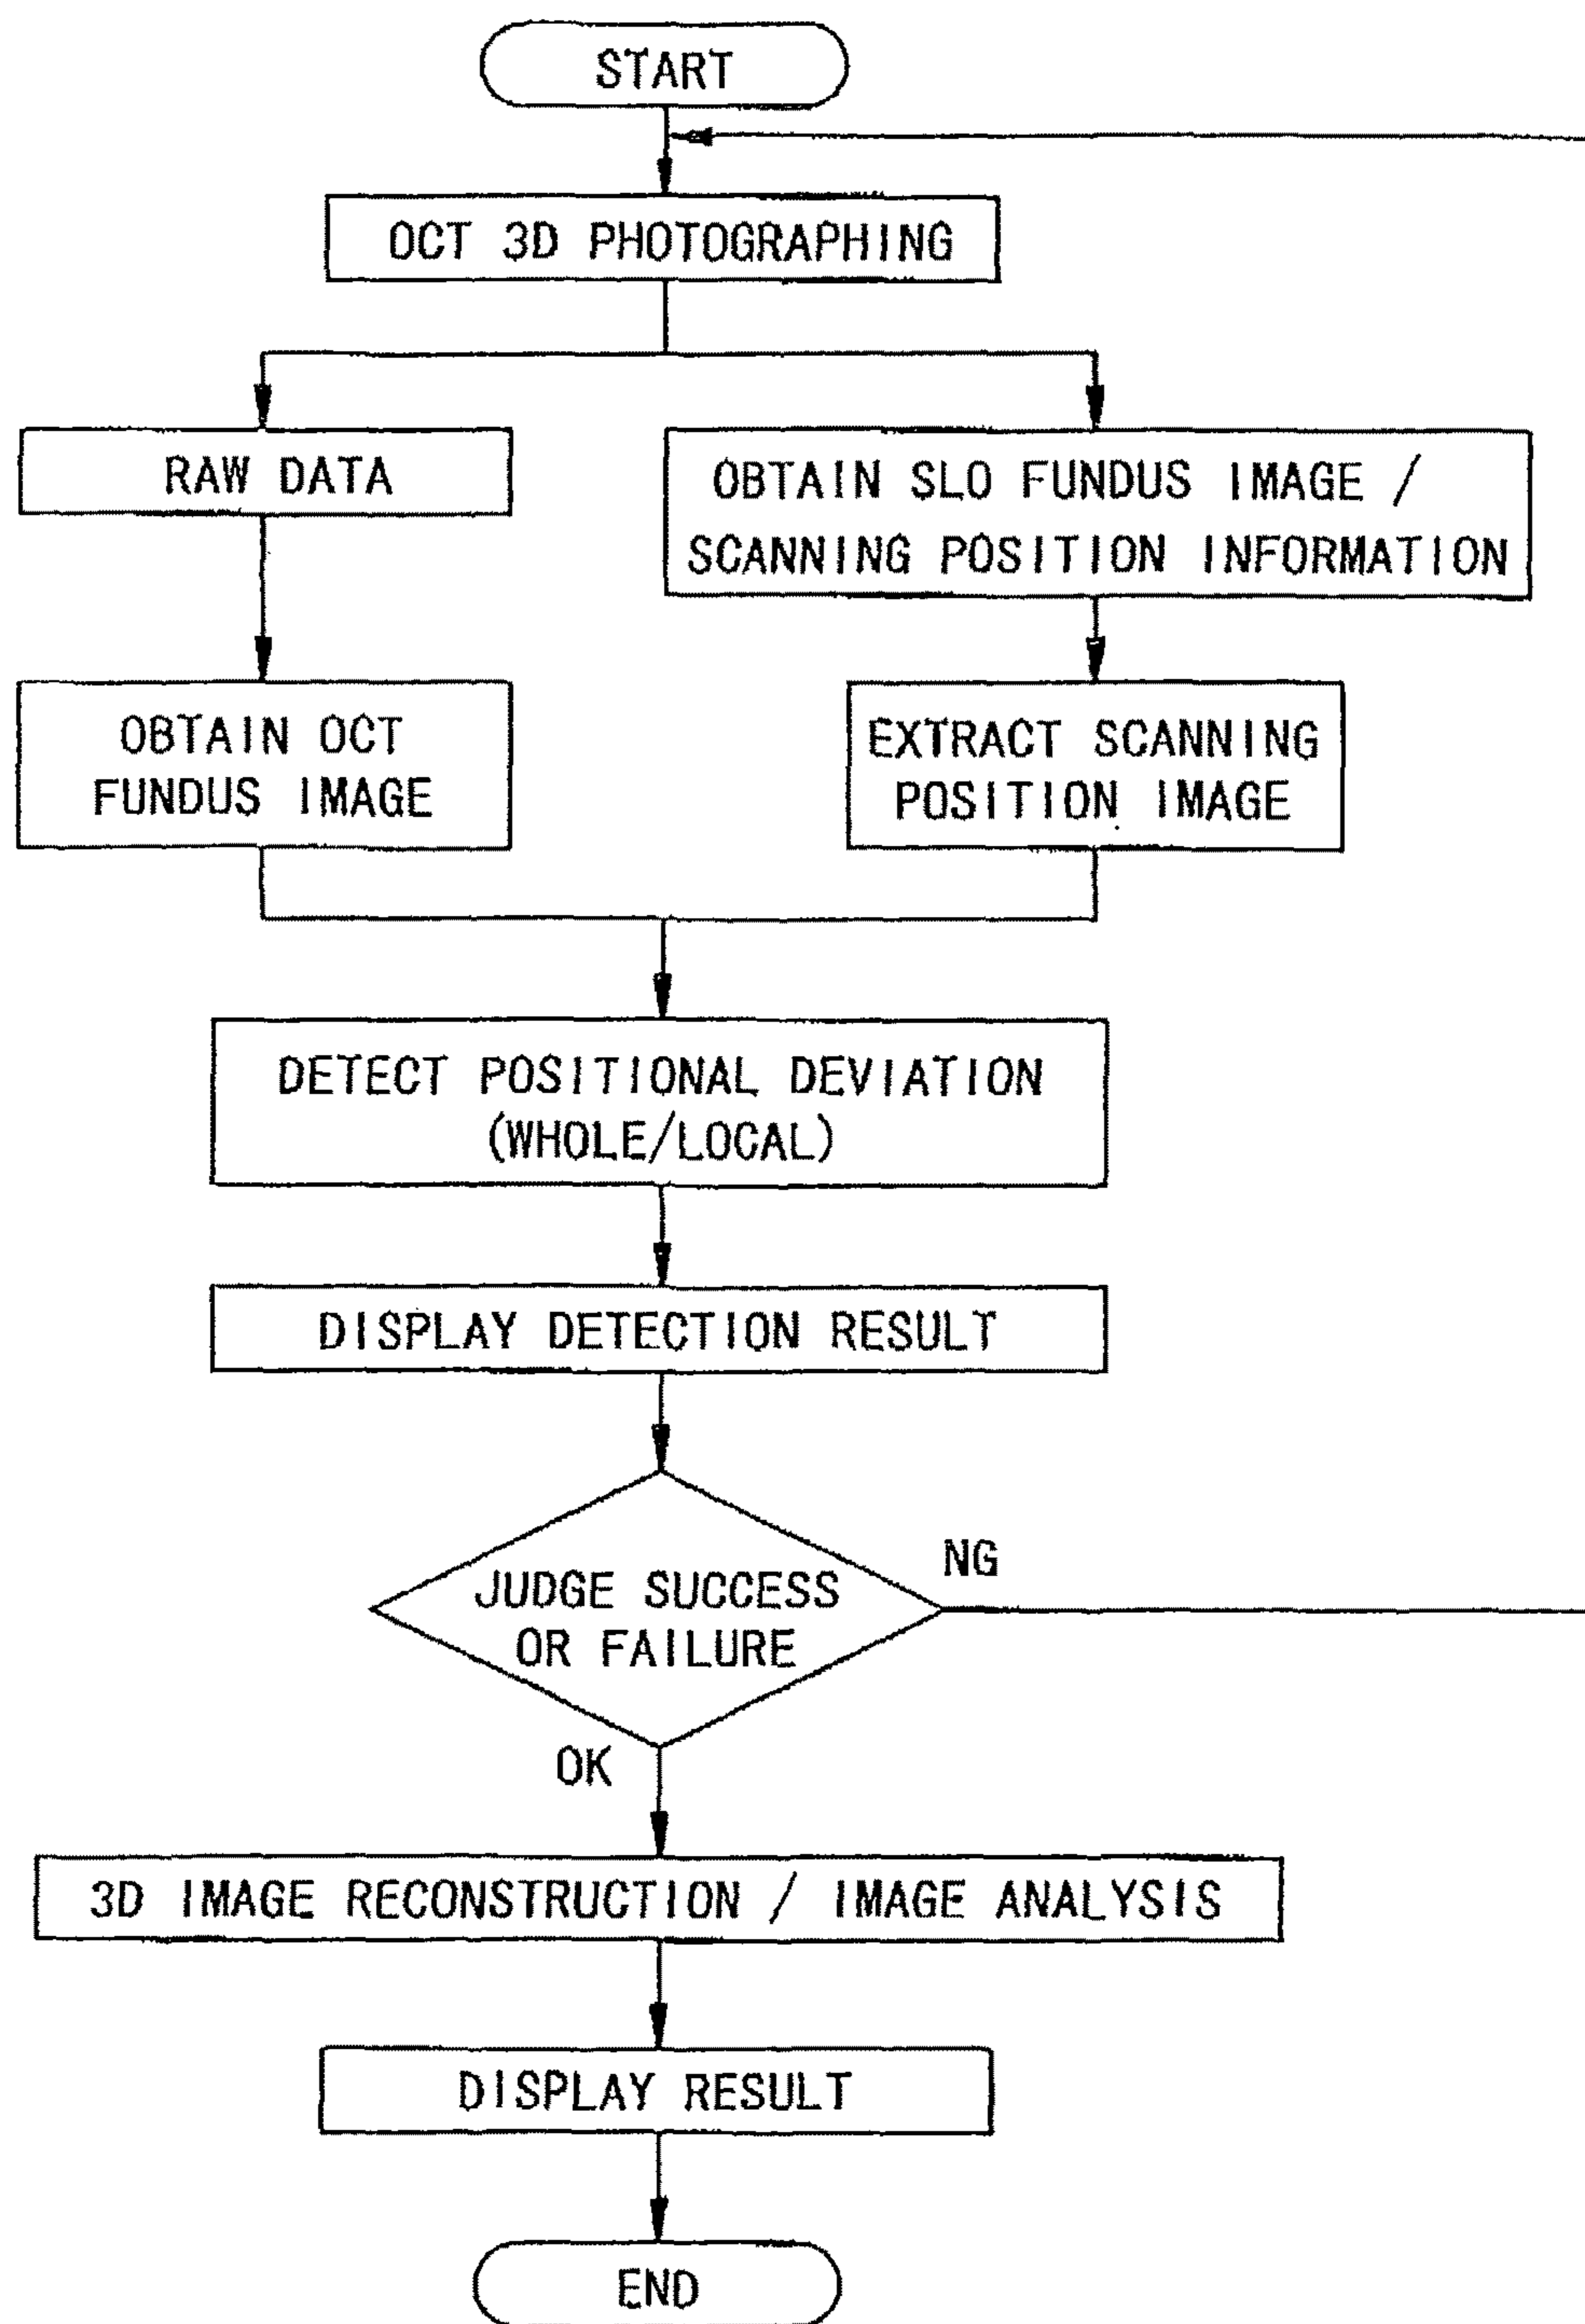 START
OCT 3D PHOTOGRAPHING
RAW DATA
OBTAIN SLO FUNDUS IMAGE /
SCANNING POSITION INFORMATION
OBTAIN OCT
FUNDUS IMAGE
EXTRACT SCANNING
POSITION IMAGE
DETECT POSITIONAL DEVIATION
(WHOLE/LOCAL)
DISPLAY DETECTION RESULT
JUDGE SUCCESS
OR FAILURE
NG
OK
3D IMAGE RECONSTRUCTION / IMAGE ANALYSIS
DISPLAY RESULT
END